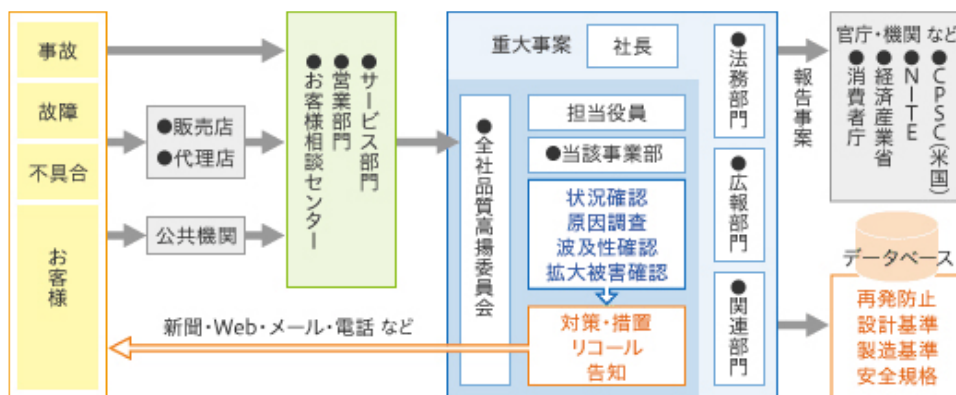 事故
故障
不具合
お客様
●販売店
●代理店
公共機関
●サービス部門
●営業部門
●お客様相談センター
重大事案
社長
●全社品質高揚委員会
担当役員
●当該事業部
状況確認
原因調査
波及性確認
拡大被害確認
対策・措置
リコール
告知
新聞・Web・メール・電話 など
●法務部門
●広報部門
●関連部門
報告事案
官庁・機関 など
●CPSC(米国)
●NITE
●経済産業省
●消費者庁
データベース
再発防止
設計基準
製造基準
安全規格